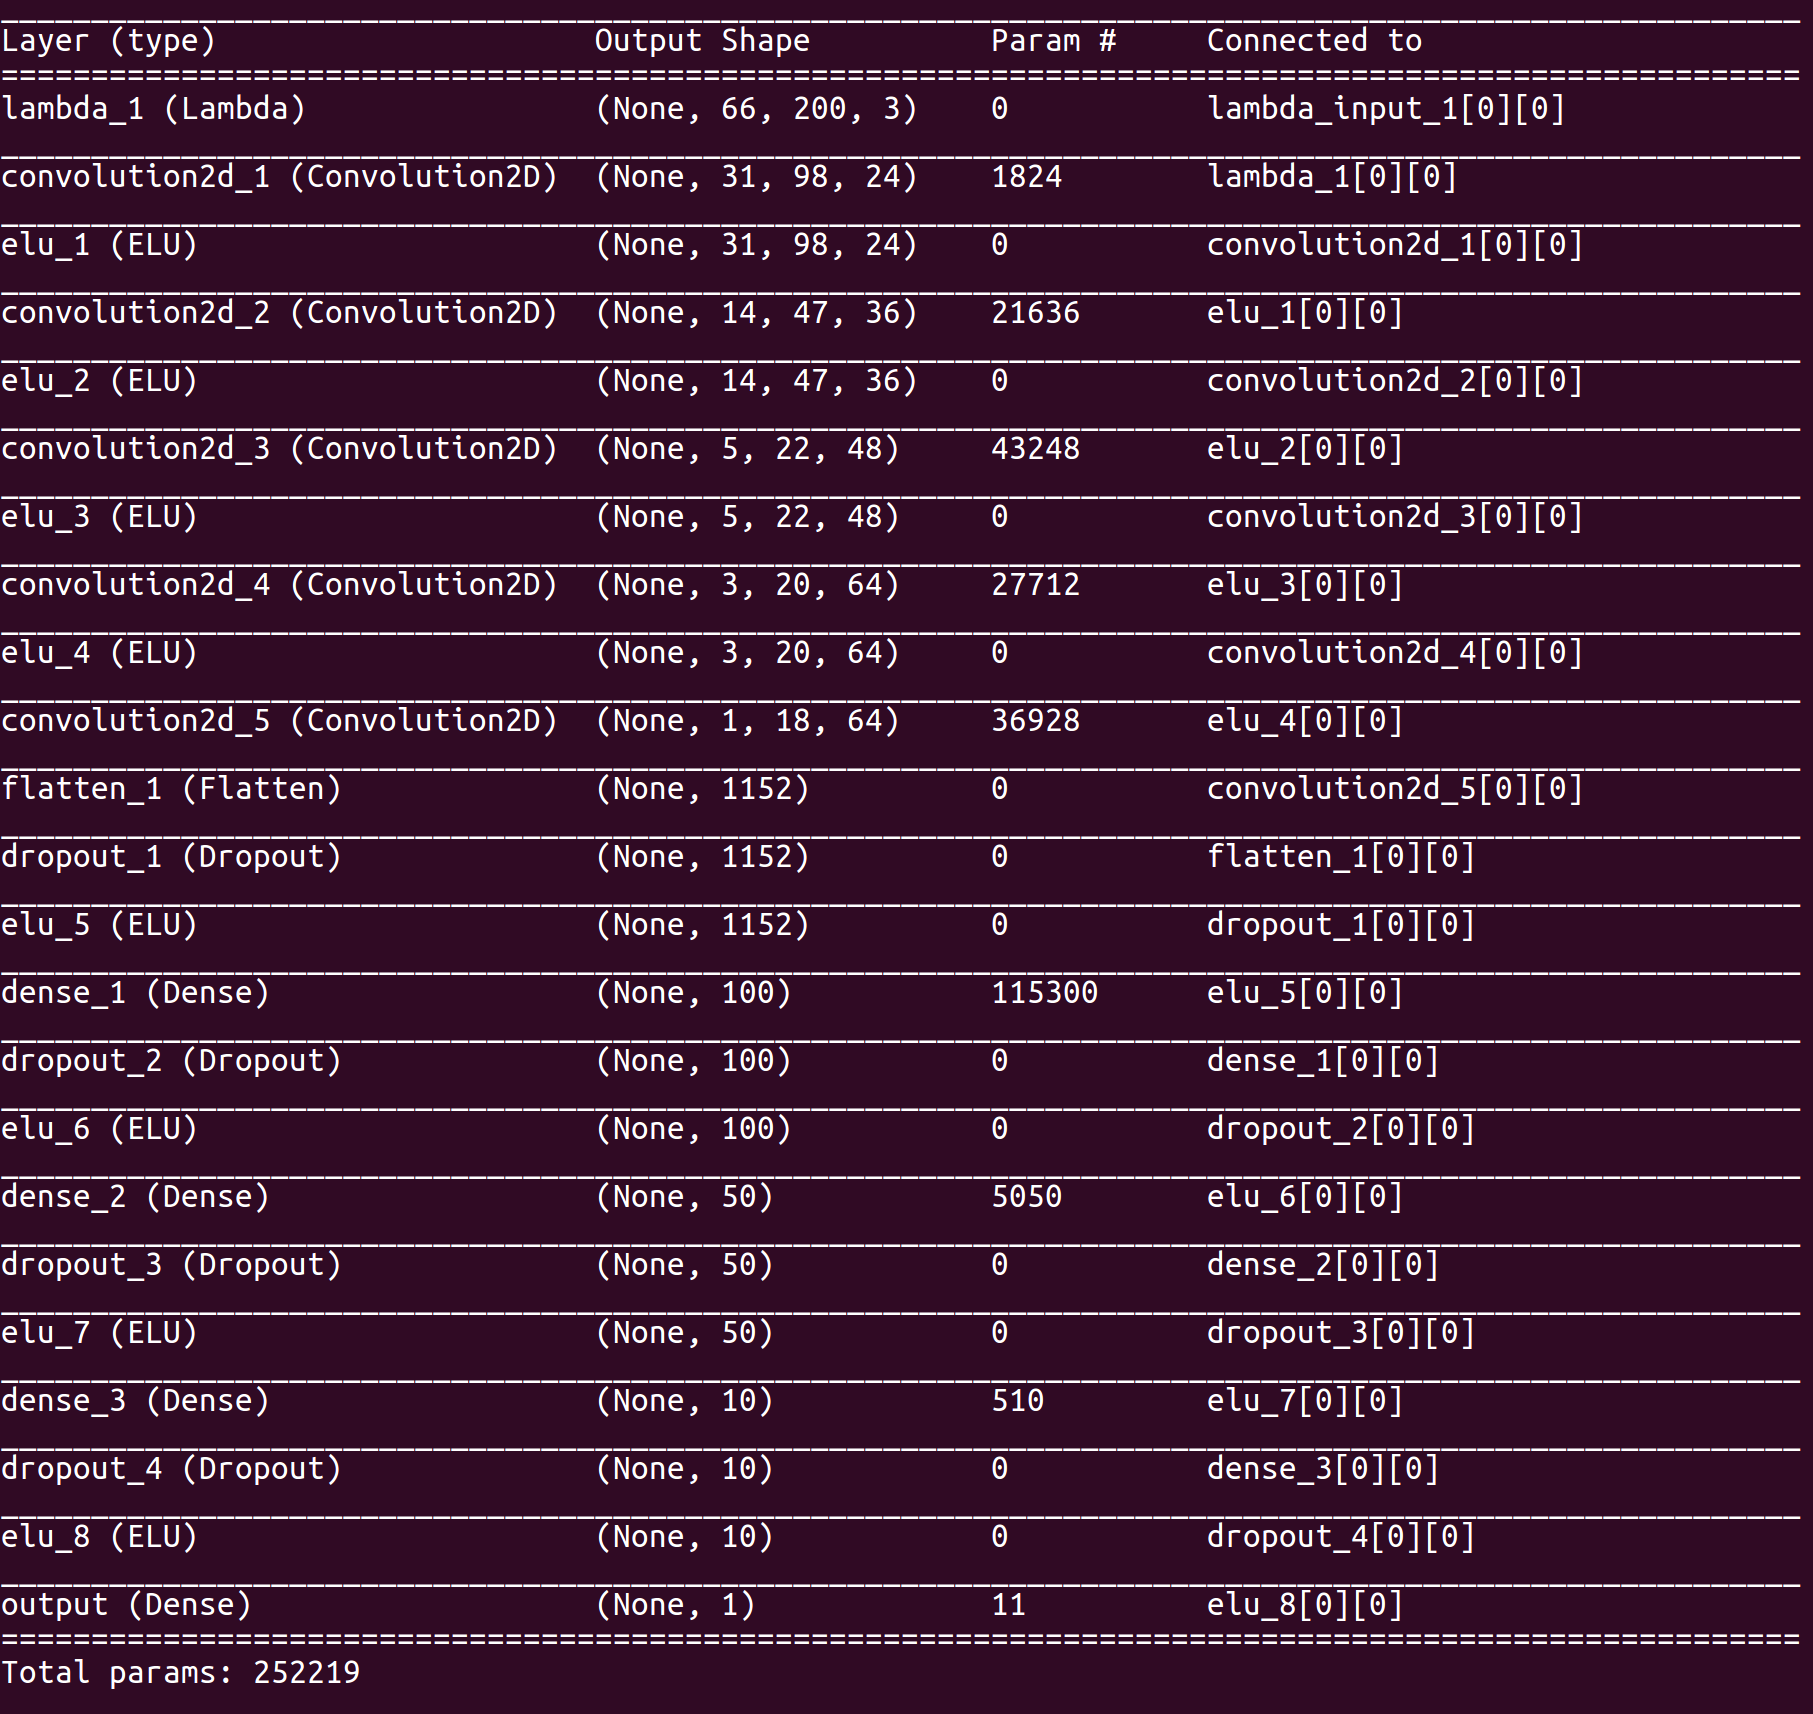 Layer (type) Output Shape Param # Connected to
lambda_1 (Lambda) (None, 66, 200, 3) 0 lambda_input_1[0][0]
convolution2d_1 (Convolution2D) (None, 31, 98, 24) 1824 lambda_1[0][0]
elu_1 (ELU) (None, 31, 98, 24) 0 convolution2d_1[0][0]
convolution2d_2 (Convolution2D) (None, 14, 47, 36) 21636 elu_1[0][0]
elu_2 (ELU) (None, 14, 47, 36) 0 convolution2d_2[0][0]
convolution2d_3 (Convolution2D) (None, 5, 22, 48) 43248 elu_2[0][0]
elu_3 (ELU) (None, 5, 22, 48) 0 convolution2d_3[0][0]
convolution2d_4 (Convolution2D) (None, 3, 20, 64) 27712 elu_3[0][0]
elu_4 (ELU) (None, 3, 20, 64) 0 convolution2d_4[0][0]
convolution2d_5 (Convolution2D) (None, 1, 18, 64) 36928 elu_4[0][0]
flatten_1 (Flatten) (None, 1152) 0 convolution2d_5[0][0]
dropout_1 (Dropout) (None, 1152) 0 flatten_1[0][0]
elu_5 (ELU) (None, 1152) 0 dropout_1[0][0]
dense_1 (Dense) (None, 100) 115300 elu_5[0][0]
dropout_2 (Dropout) (None, 100) 0 dense_1[0][0]
elu_6 (ELU) (None, 100) 0 dropout_2[0][0]
dense_2 (Dense) (None, 50) 5050 elu_6[0][0]
dropout_3 (Dropout) (None, 50) 0 dense_2[0][0]
elu_7 (ELU) (None, 50) 0 dropout_3[0][0]
dense_3 (Dense) (None, 10) 510 elu_7[0][0]
dropout_4 (Dropout) (None, 10) 0 dense_3[0][0]
elu_8 (ELU) (None, 10) 0 dropout_4[0][0]
output (Dense) (None, 1) 11 elu_8[0][0]
Total params: 252219